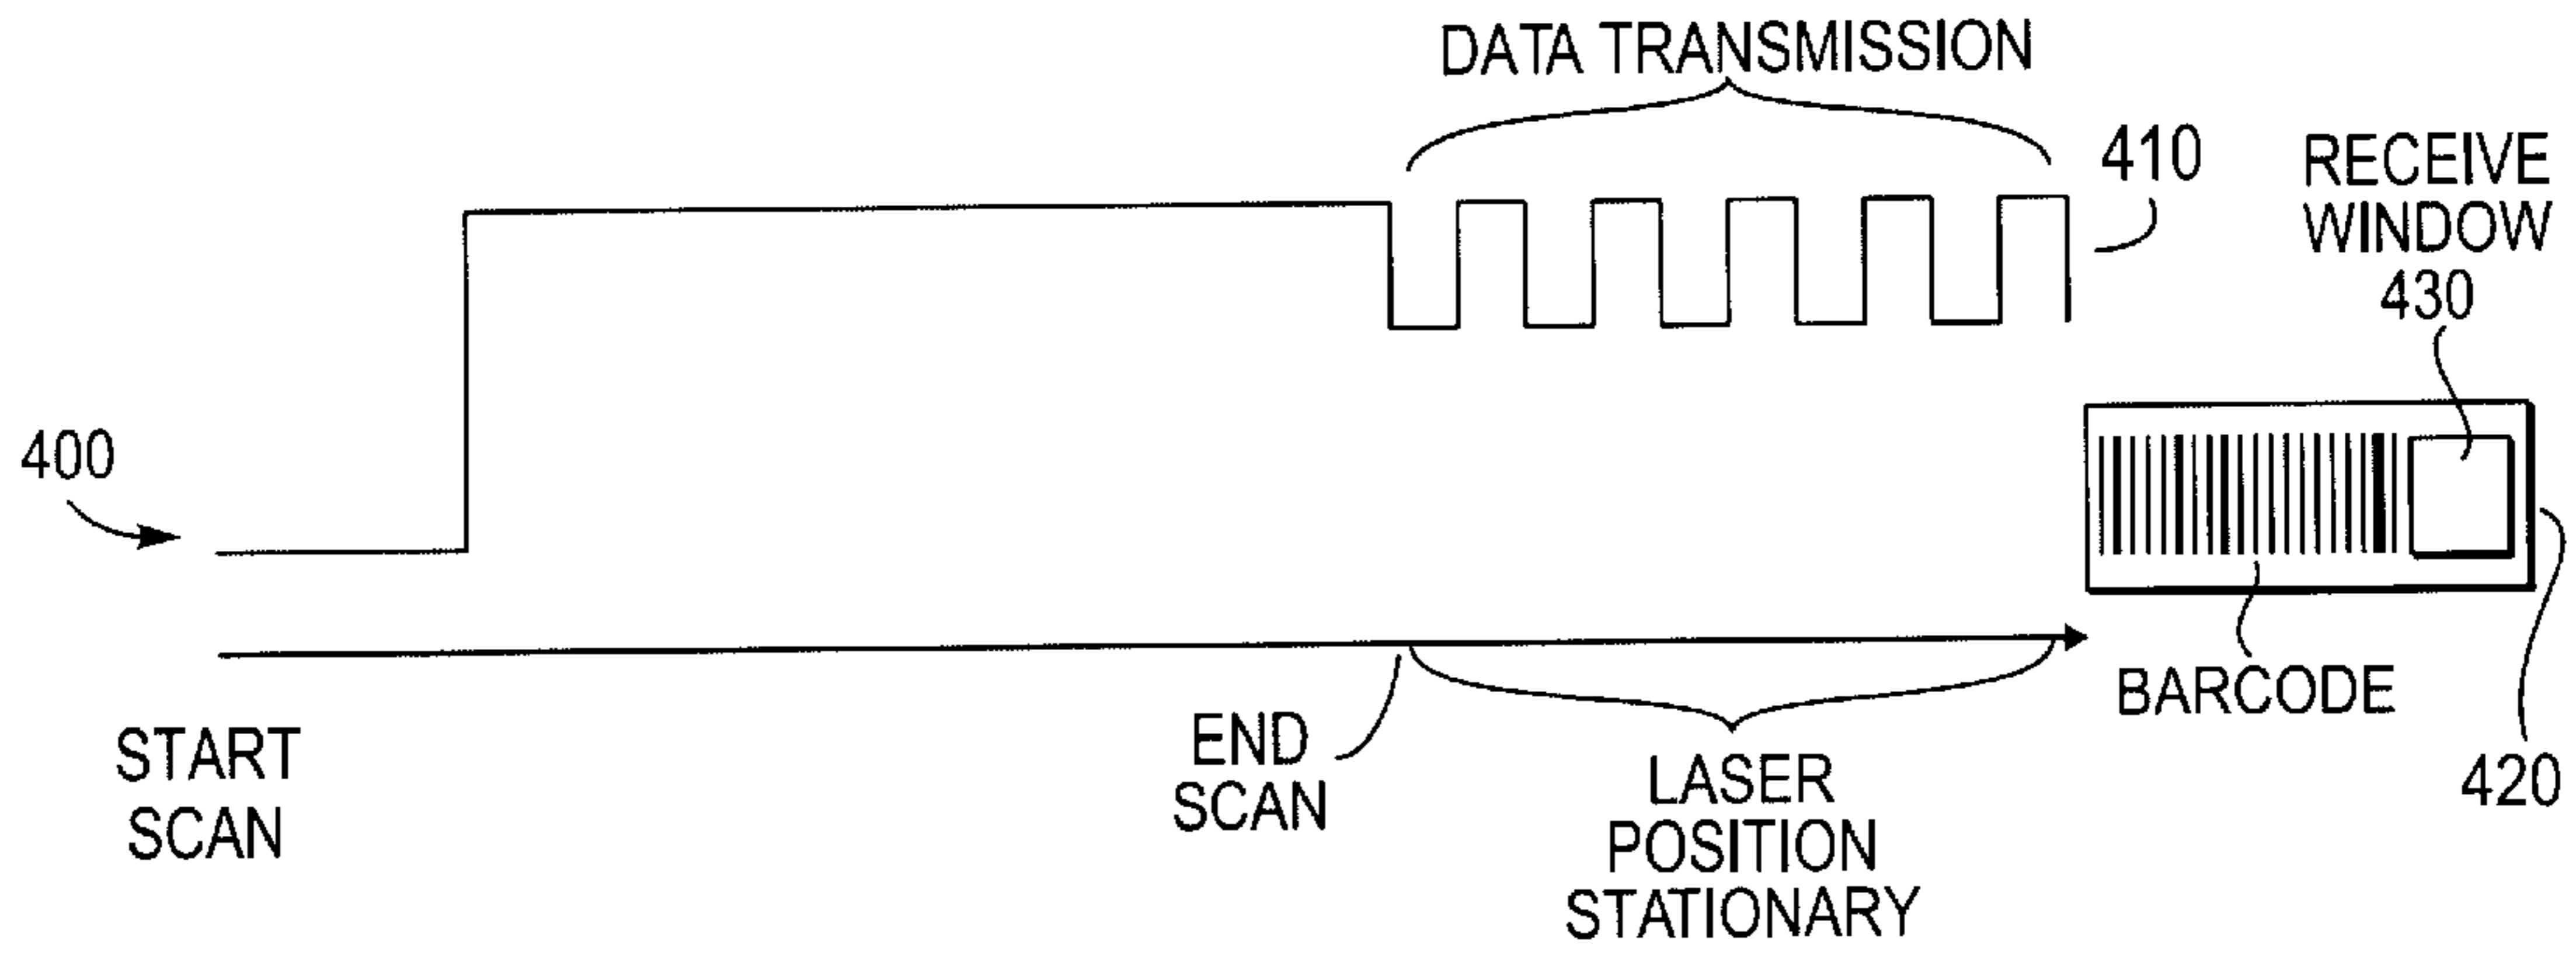 DATA TRANSMISSION
410
RECEIVE
WINDOW
430
400
START
SCAN
END
SCAN
LASER
POSITION
STATIONARY
BARCODE
420